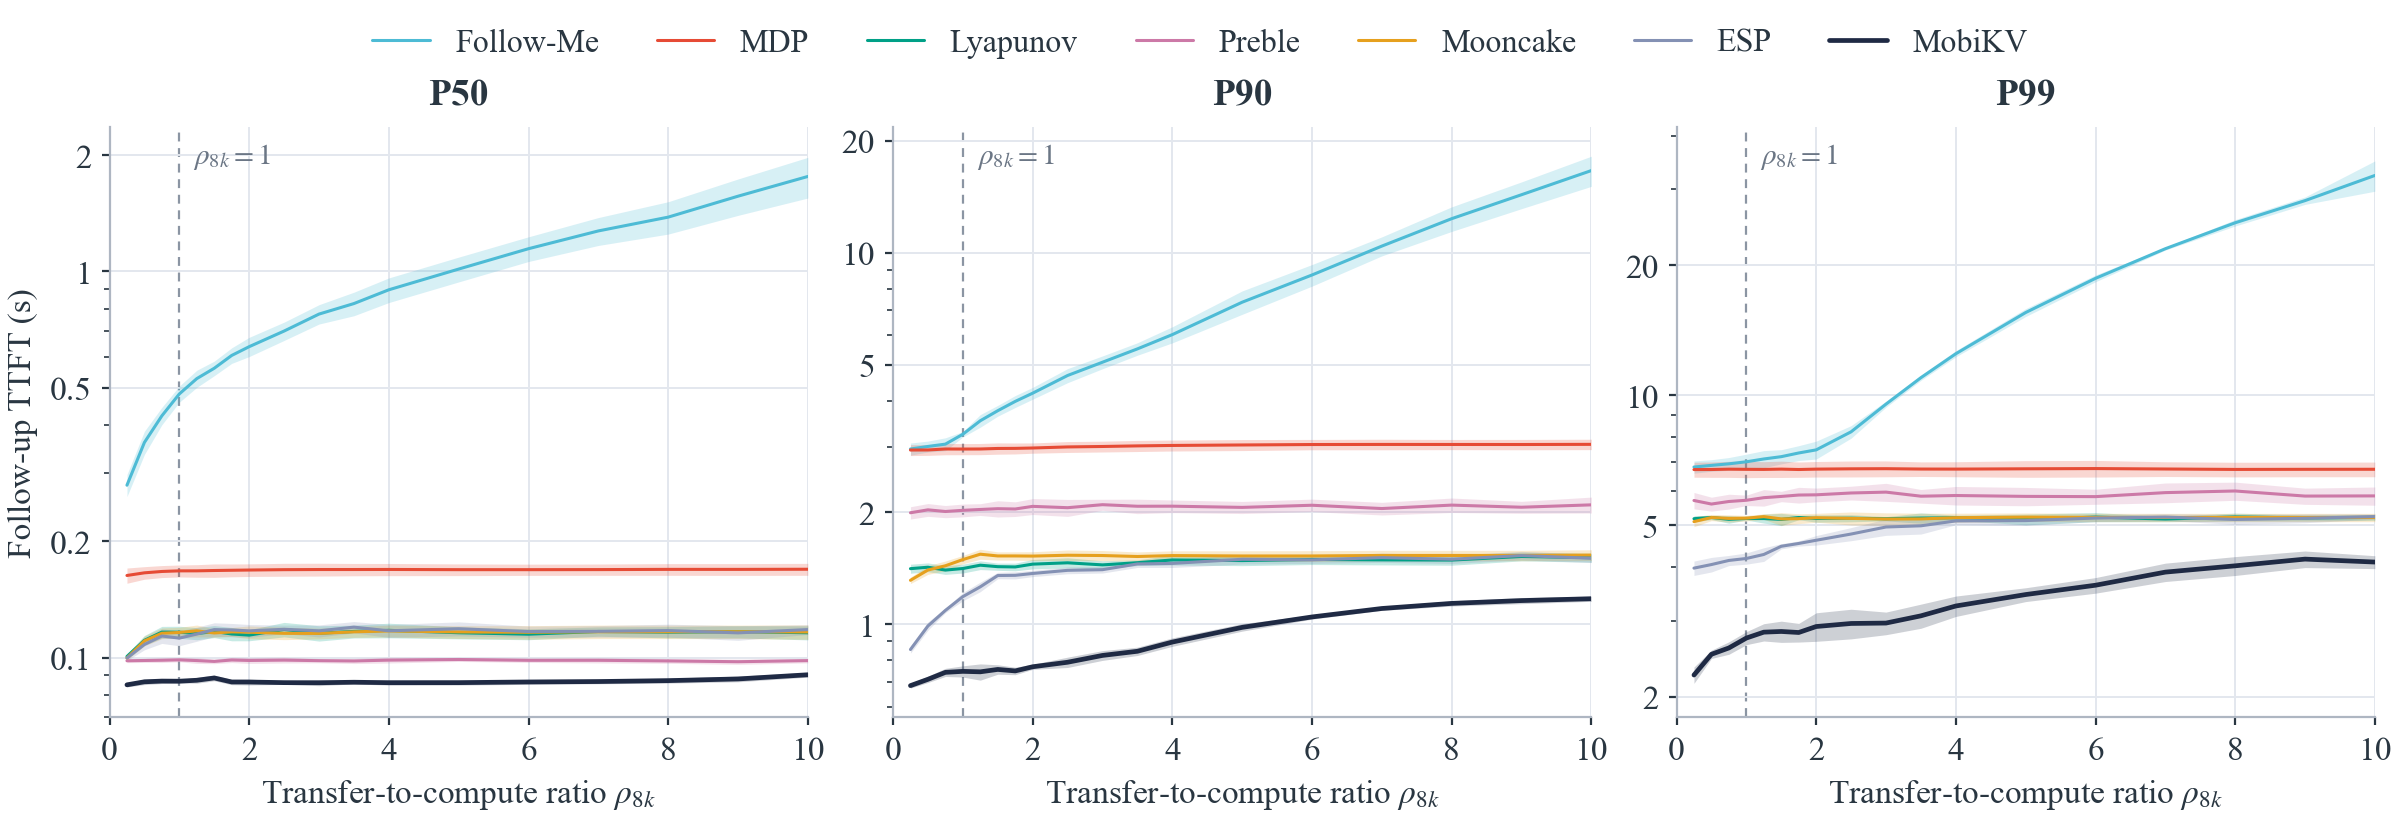 Follow-Me MDP Lyapunov Preble Mooncake ESP MobiKV
P50 P90 P99
Follow-up TTFT (s)
2
1
0.5
0.2
0.1
ρ8k = 1
0 2 4 6 8 10
Transfer-to-compute ratio ρ8k
20
10
5
2
1
ρ8k = 1
0 2 4 6 8 10
Transfer-to-compute ratio ρ8k
20
10
5
2
ρ8k = 1
0 2 4 6 8 10
Transfer-to-compute ratio ρ8k